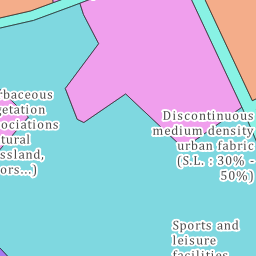 rbaceous
getation
ociations
tural
ssland,
ors...)
Discontinuous
medium density
urban fabric
(S.L. : 30% -
50%)
Sports and
leisure
facilities